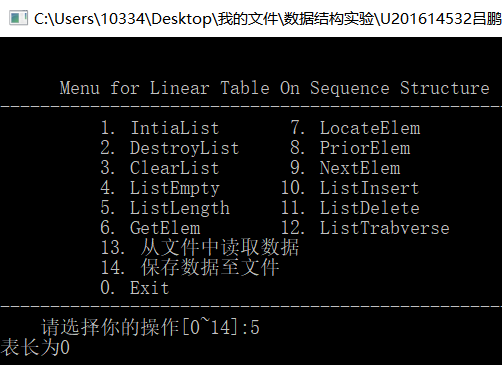 C:\Users\10334\Desktop\我的文件\数据结构实验\U201614532吕鹏
Menu for Linear Table On Sequence Structure
1. IntiaList 7. LocateElem
2. DestroyList 8. PriorElem
3. ClearList 9. NextElem
4. ListEmpty 10. ListInsert
5. ListLength 11. ListDelete
6. GetElem 12. ListTrabverse
13. 从文件中读取数据
14. 保存数据至文件
0. Exit
请选择你的操作[0~14]:5
表长为0